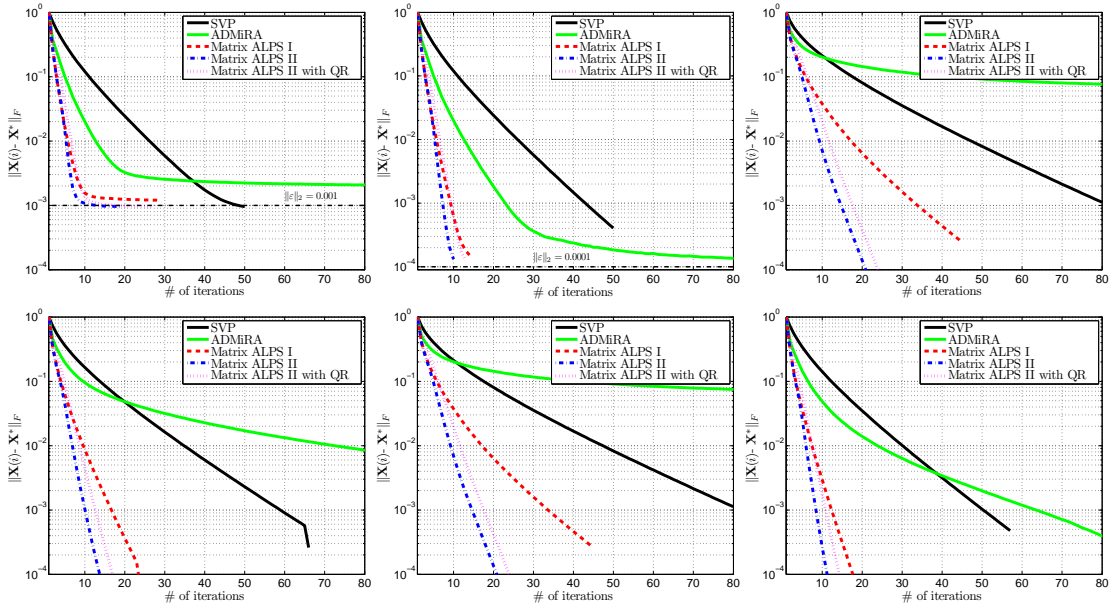 SVP
ADMiRA
Matrix ALPS I
Matrix ALPS II
Matrix ALPS II with QR
10^0
10^{-1}
10^{-2}
10^{-3}
10^{-4}
||X(i)- X*||_F
||ε||_2 = 0.001
10 20 30 40 50 60 70 80
# of iterations
SVP
ADMiRA
Matrix ALPS I
Matrix ALPS II
Matrix ALPS II with QR
10^0
10^{-1}
10^{-2}
10^{-3}
10^{-4}
||X(i)- X*||_F
||ε||_2 = 0.0001
10 20 30 40 50 60 70 80
# of iterations
SVP
ADMiRA
Matrix ALPS I
Matrix ALPS II
Matrix ALPS II with QR
10^0
10^{-1}
10^{-2}
10^{-3}
10^{-4}
||X(i)- X*||_F
10 20 30 40 50 60 70 80
# of iterations
SVP
ADMiRA
Matrix ALPS I
Matrix ALPS II
Matrix ALPS II with QR
10^0
10^{-1}
10^{-2}
10^{-3}
10^{-4}
||X(i)- X*||_F
10 20 30 40 50 60 70 80
# of iterations
SVP
ADMiRA
Matrix ALPS I
Matrix ALPS II
Matrix ALPS II with QR
10^0
10^{-1}
10^{-2}
10^{-3}
10^{-4}
||X(i)- X*||_F
10 20 30 40 50 60 70 80
# of iterations
SVP
ADMiRA
Matrix ALPS I
Matrix ALPS II
Matrix ALPS II with QR
10^0
10^{-1}
10^{-2}
10^{-3}
10^{-4}
||X(i)- X*||_F
10 20 30 40 50 60 70 80
# of iterations